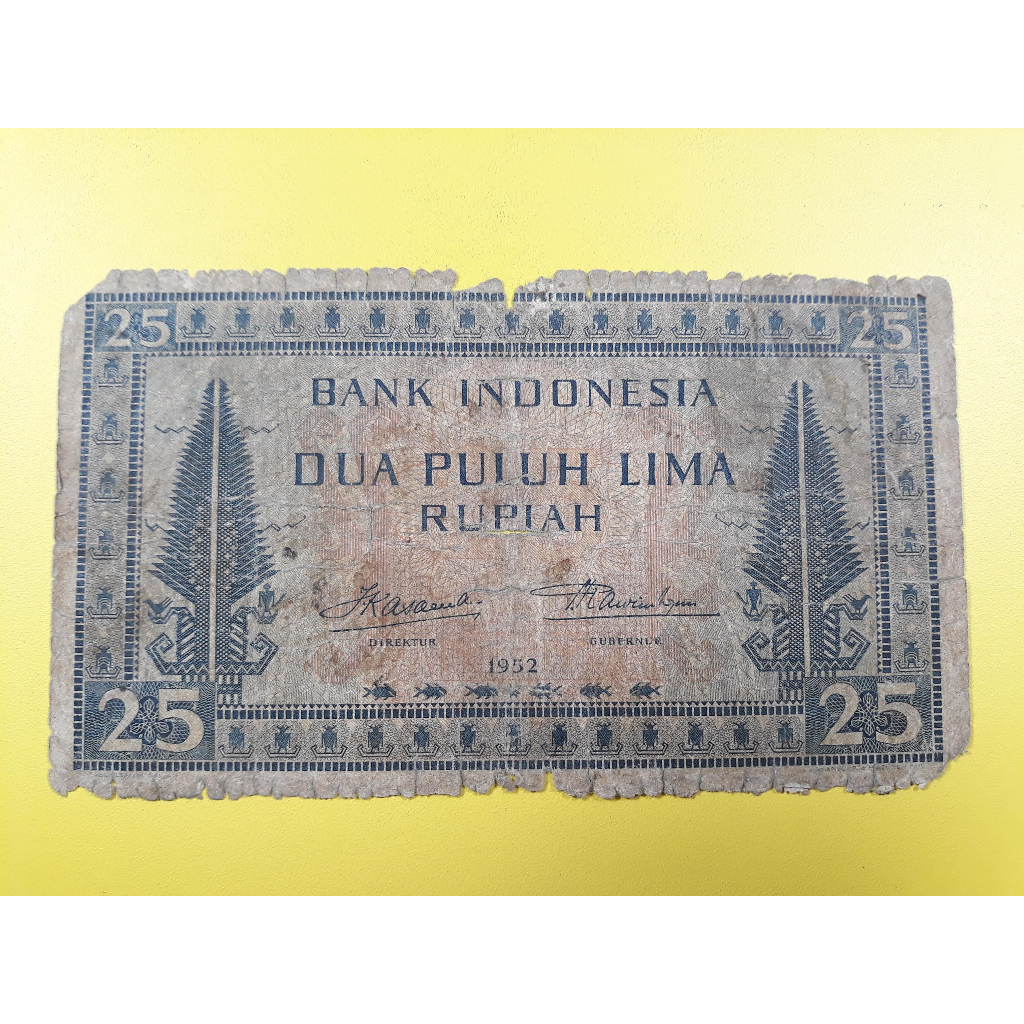 25 25
BANK INDONESIA
DUA PULUH LIMA
RUPIAH
DIREKTUR GUBERNUR
1952
25 25